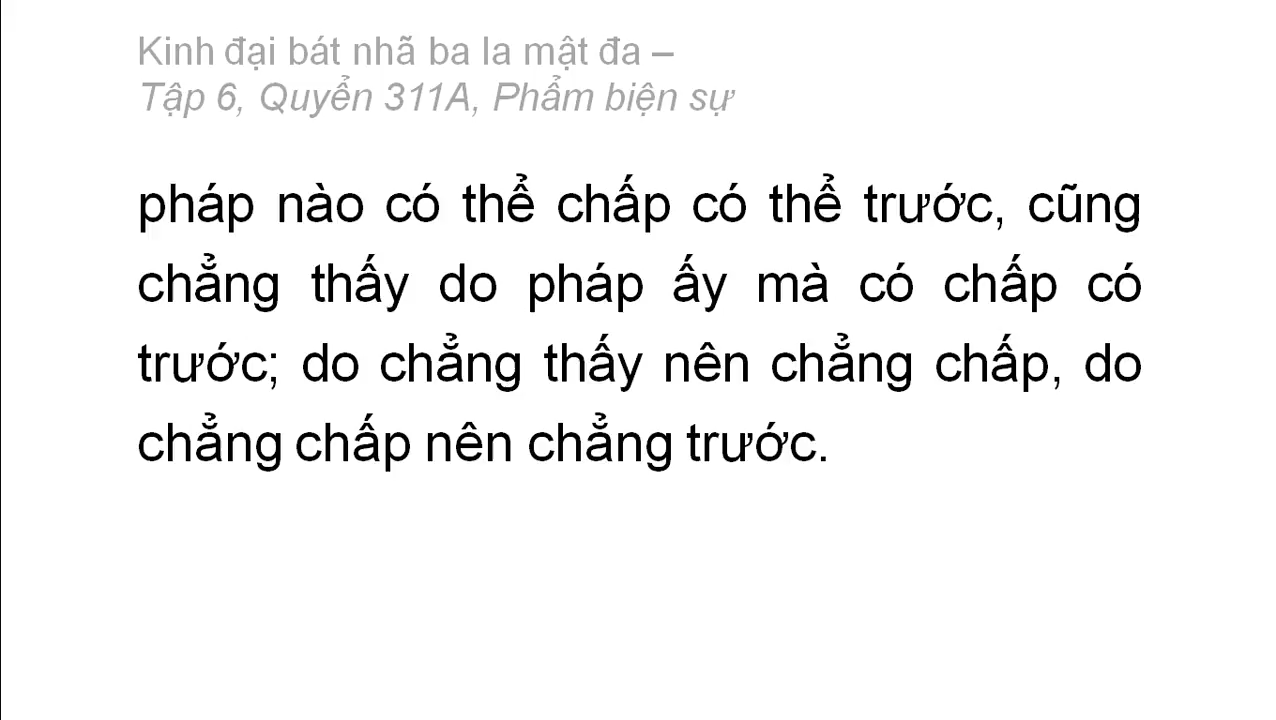 Kinh đại bát nhã ba la mật đa –
Tập 6, Quyển 311A, Phẩm biện sự
pháp nào có thể chấp có thể trước, cũng
chẳng thấy do pháp ấy mà có chấp có
trước; do chẳng thấy nên chẳng chấp, do
chẳng chấp nên chẳng trước.